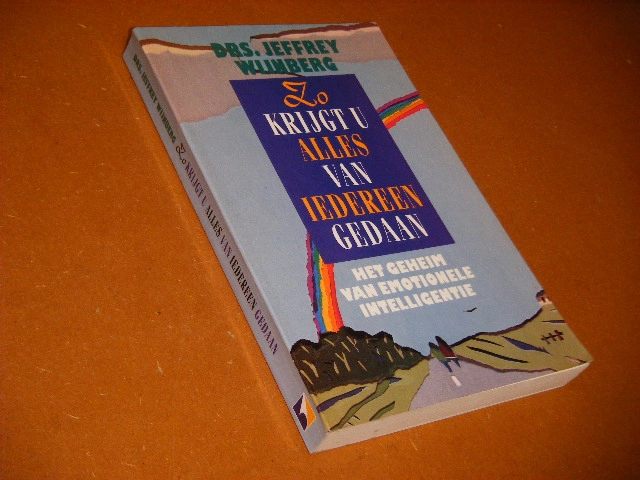 DRS. JEFFREY
WIJNBERG
Zo
KRIJGT U
ALLES
VAN
IEDEREEN
GEDAAN
HET GEHEIM
VAN EMOTIONELE
INTELLIGENTIE
DRS. JEFFREY WIJNBERG Zo KRIJGT U ALLES VAN IEDEREEN GEDAAN